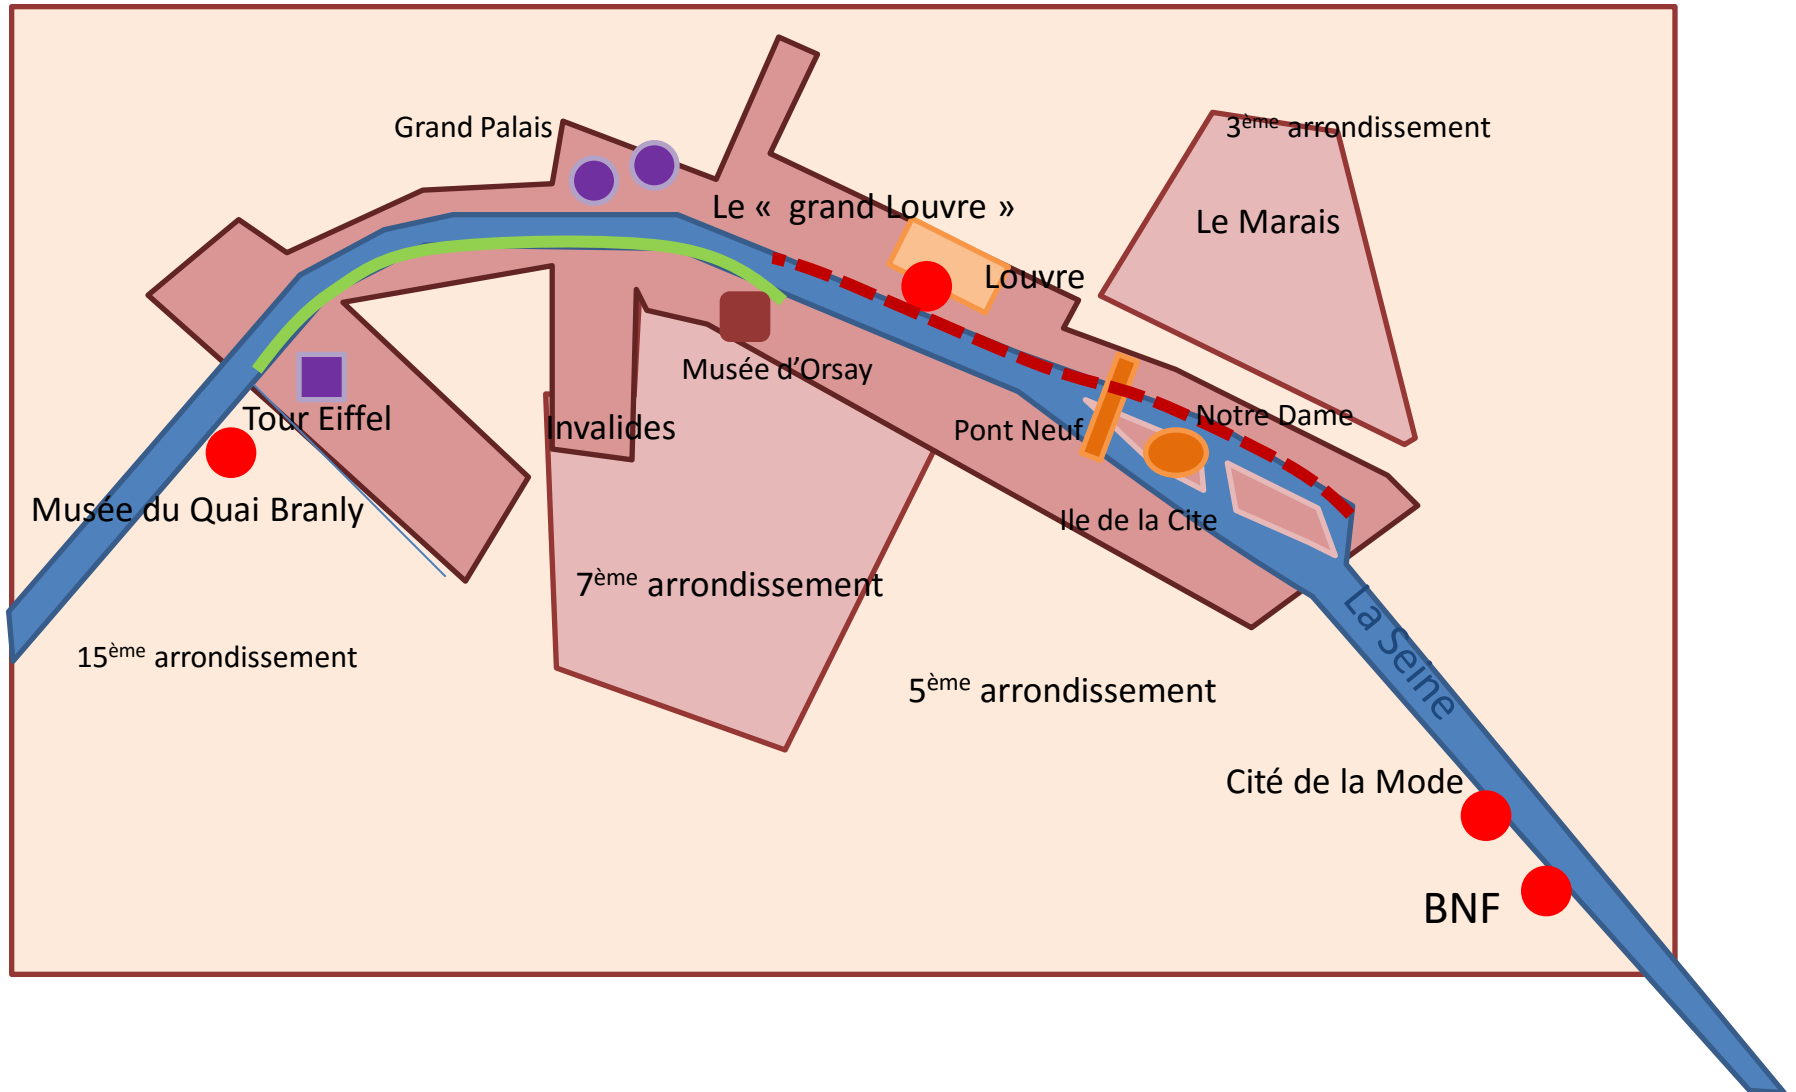 Grand Palais
3ème arrondissement
Le « grand Louvre »
Le Marais
Louvre
Musée d’Orsay
Tour Eiffel
Invalides
Pont Neuf
Notre Dame
Musée du Quai Branly
Ile de la Cite
7ème arrondissement
15ème arrondissement
5ème arrondissement
La Seine
Cité de la Mode
BNF